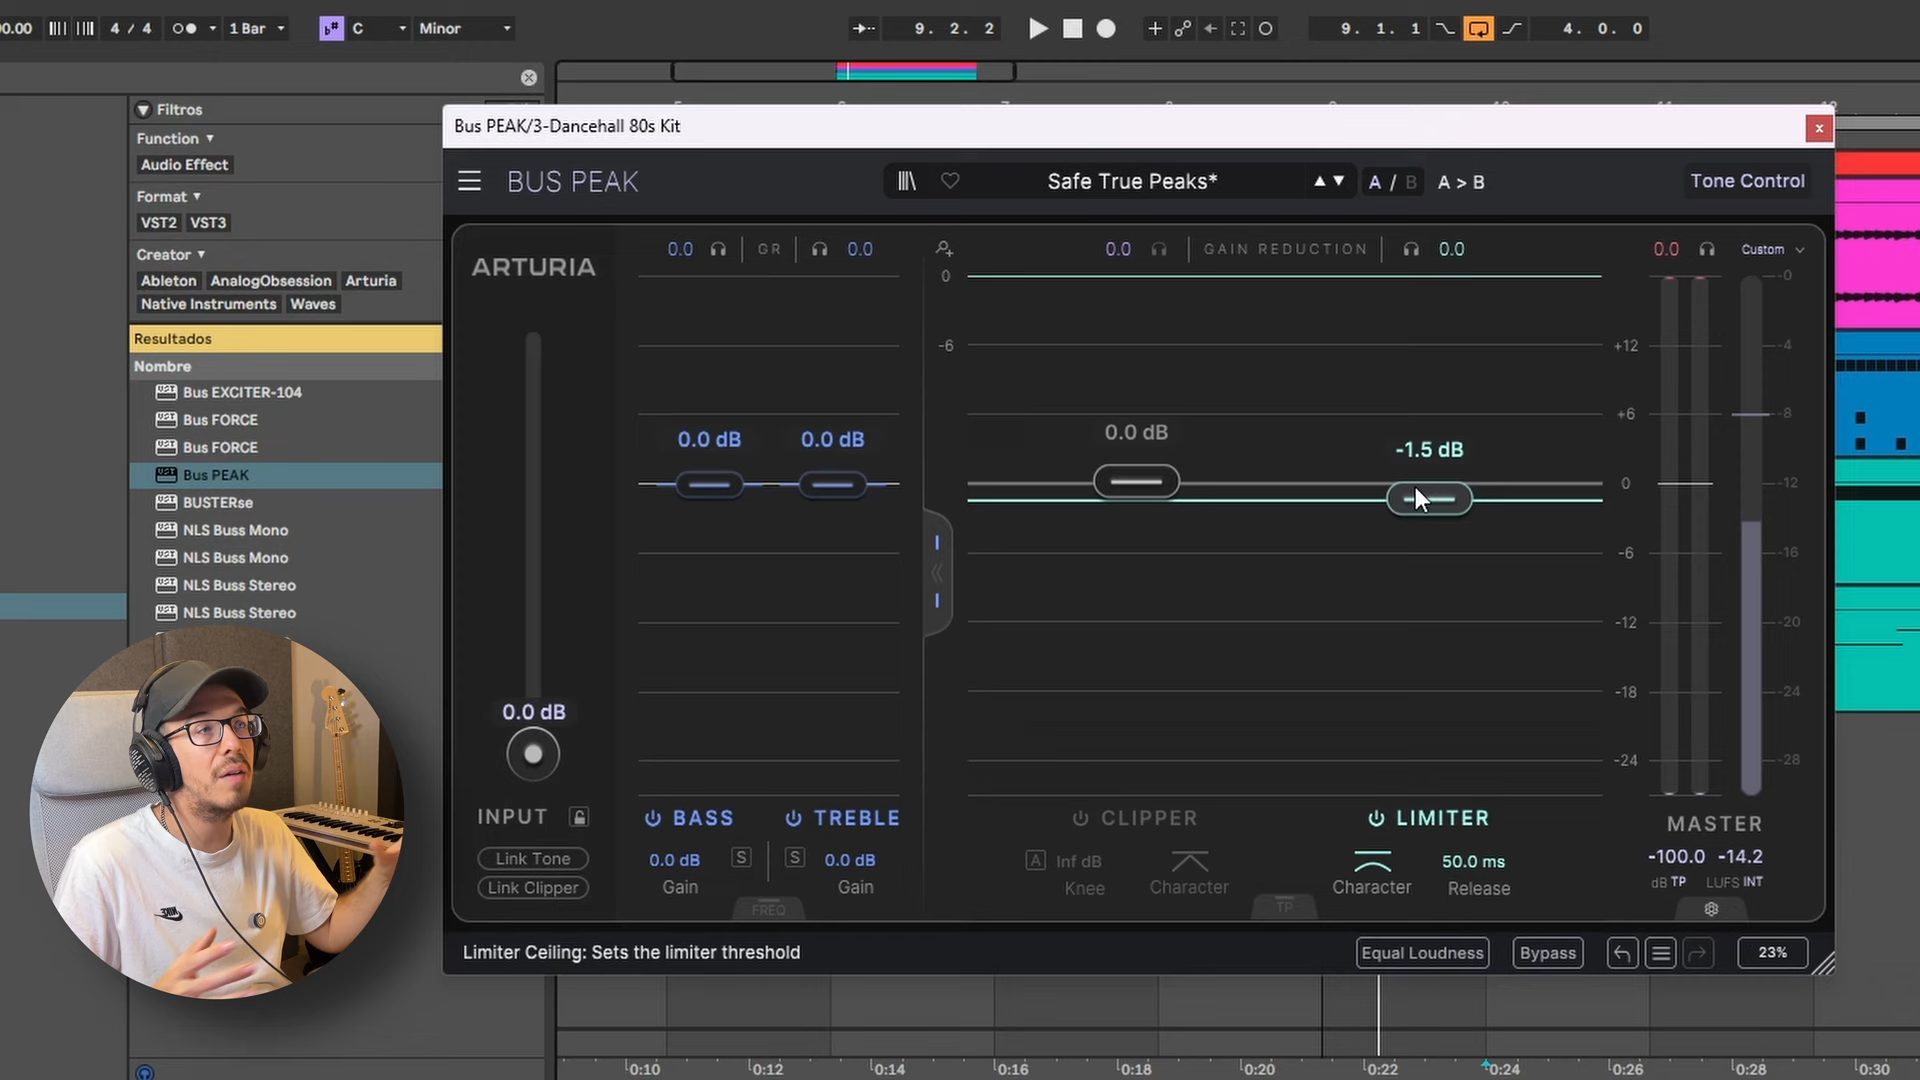 00.00 4 / 4 1 Bar C Minor 9. 2. 2 9. 1. 1 4. 0. 0
Filtros
Function
Audio Effect
Format
VST2 VST3
Creator
Ableton AnalogObsession Arturia
Native Instruments Waves
Resultados
Nombre
Bus EXCITER-104
Bus FORCE
Bus FORCE
Bus PEAK
BUSTERse
NLS Buss Mono
NLS Buss Mono
NLS Buss Stereo
NLS Buss Stereo
Bus PEAK/3-Dancehall 80s Kit
x
BUS PEAK Safe True Peaks* A / B A > B Tone Control
ARTURIA
0.0 GR 0.0
0.0 GAIN REDUCTION 0.0
0.0 Custom
0
-6
+12
+6
0
-6
-12
-18
-24
-0
-4
-8
-12
-16
-20
-24
-28
0.0 dB 0.0 dB
0.0 dB
-1.5 dB
0.0 dB
INPUT
Link Tone
Link Clipper
BASS TREBLE
0.0 dB S S 0.0 dB
Gain Gain
FREQ
CLIPPER
A Inf dB
Knee Character
TP
LIMITER
50.0 ms
Character Release
MASTER
-100.0 -14.2
dB TP LUFS INT
Limiter Ceiling: Sets the limiter threshold
Equal Loudness Bypass 23%
0:10 0:12 0:14 0:16 0:18 0:20 0:22 0:24 0:26 0:28 0:30